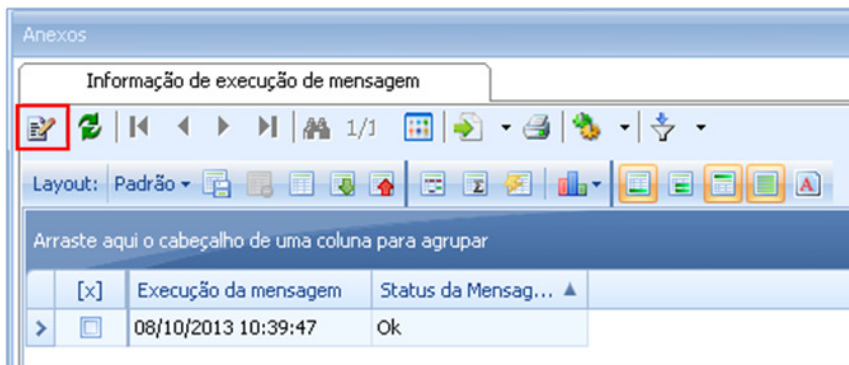 Anexos
Informação de execução de mensagem
1/1
Layout: Padrão
Arraste aqui o cabeçalho de uma coluna para agrupar
[x] Execução da mensagem Status da Mensag...
08/10/2013 10:39:47 Ok